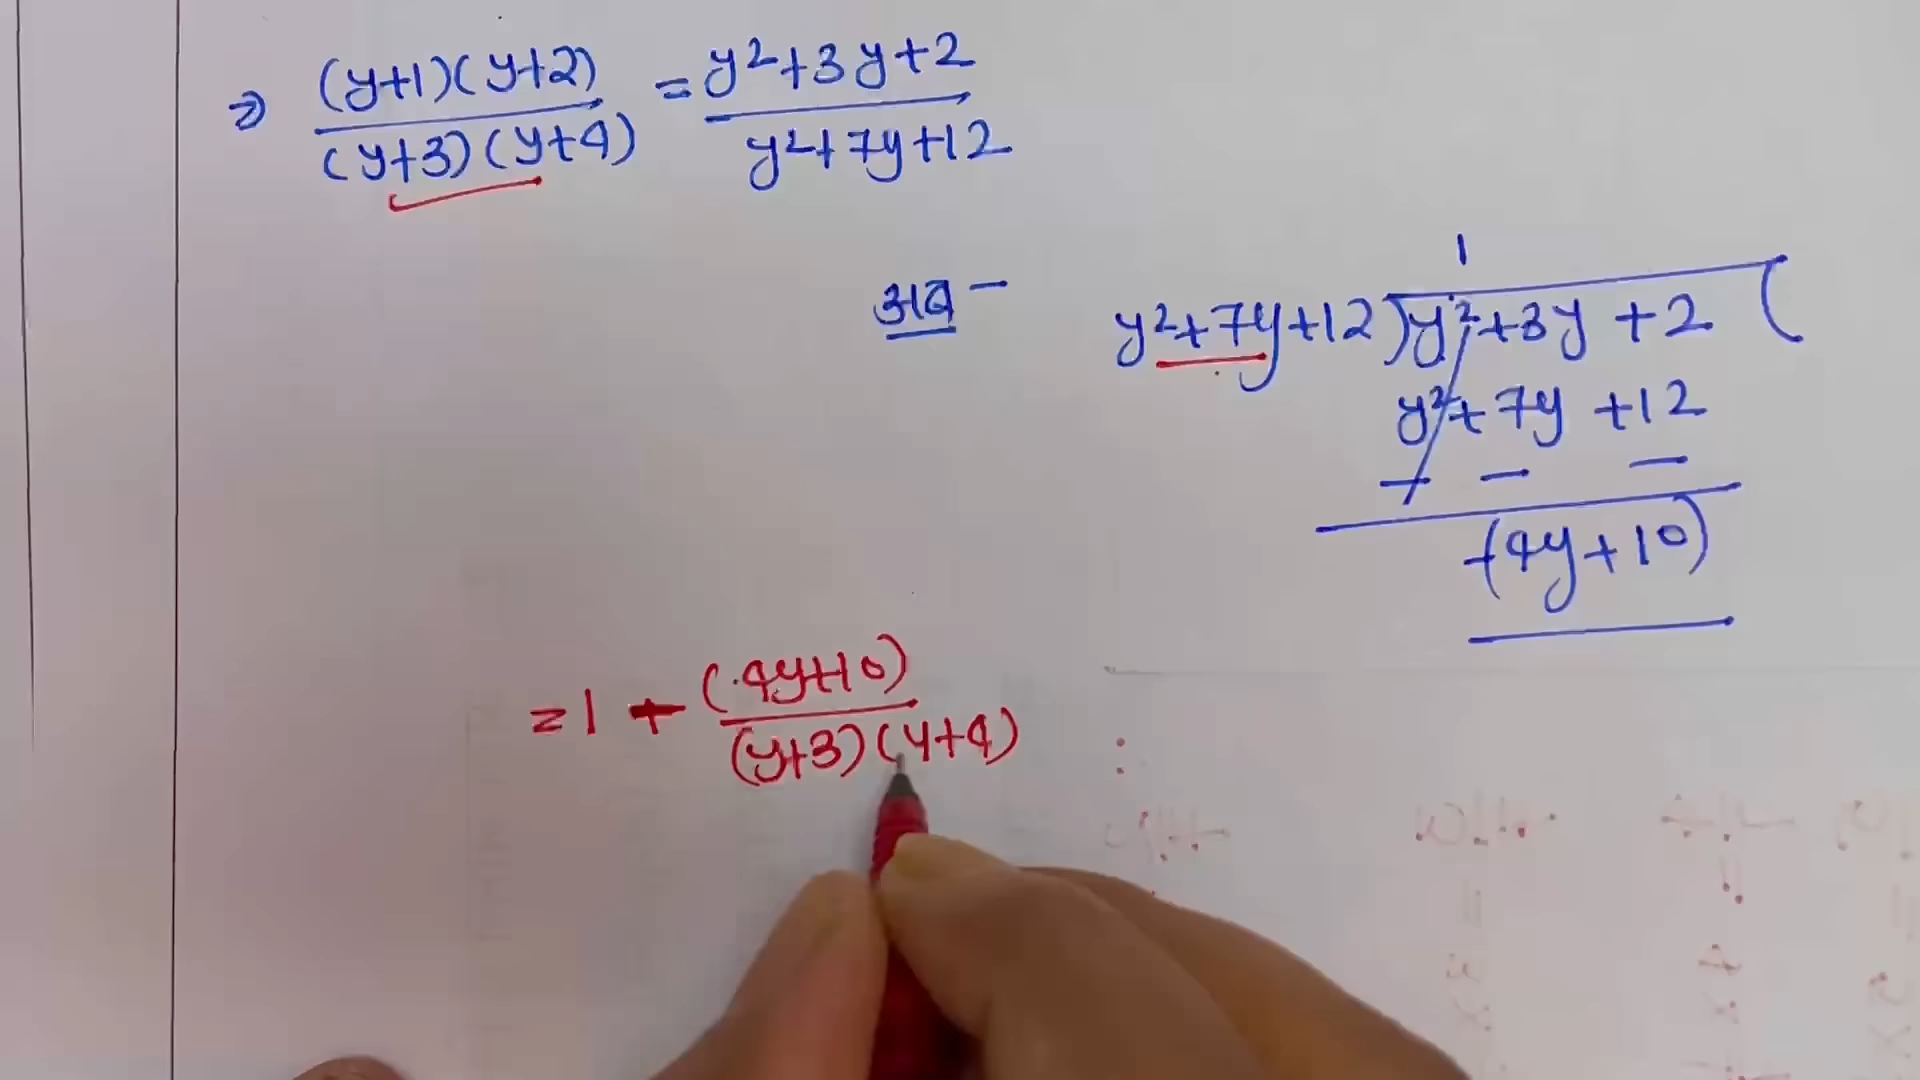 ⇒ (y+1)(y+2)/(y+3)(y+4) = y²+3y+2/y²+7y+12
अब −
1
y²+7y+12)y²+3y+2(
y²+7y+12
− − −
-(4y+10)
=1 - (4y+10)/(y+3)(y+4)